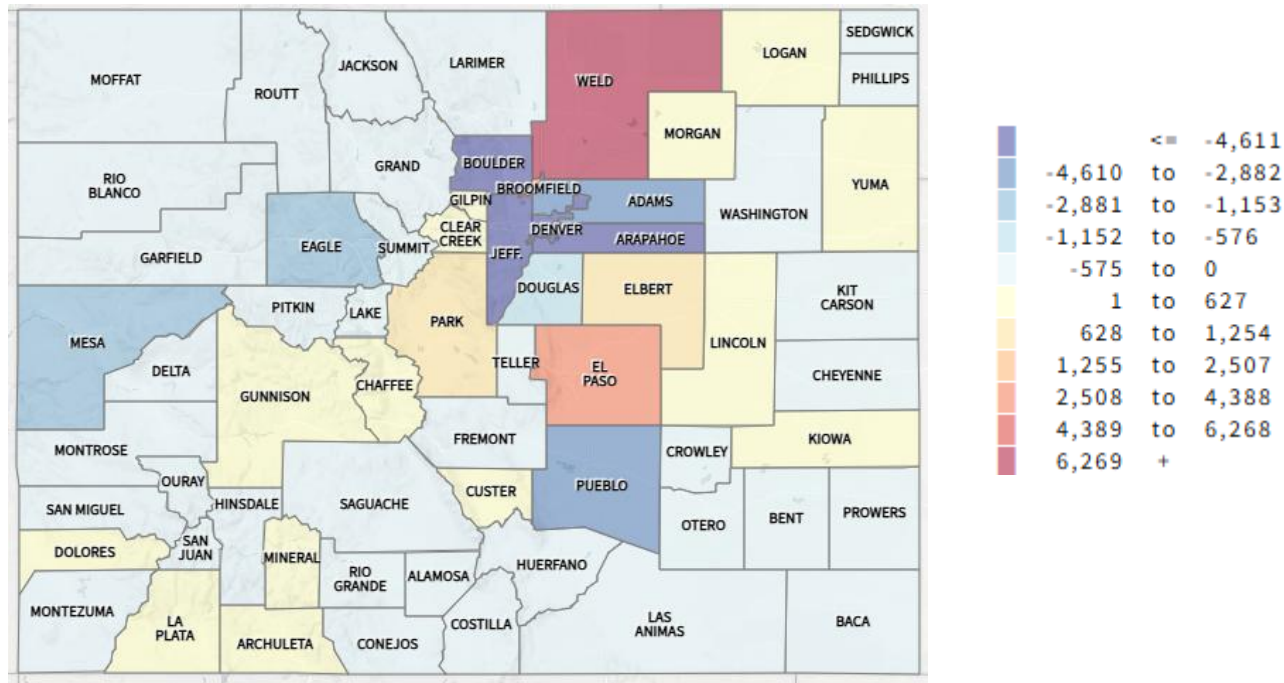 SEDGWICK
LOGAN
JACKSON
LARIMER
MOFFAT
WELD
PHILLIPS
ROUTT
MORGAN
BOULDER
GRAND
RIO
BLANCO
YUMA
BROOMFIELD
GILPIN
ADAMS
WASHINGTON
CLEAR
CREEK
DENVER
ARAPAHOE
EAGLE
SUMMIT
JEFF.
GARFIELD
DOUGLAS
ELBERT
KIT
CARSON
PITKIN
LAKE
PARK
MESA
LINCOLN
TELLER
DELTA
EL
PASO
CHEYENNE
CHAFFEE
GUNNISON
FREMONT
KIOWA
MONTROSE
CROWLEY
OURAY
PUEBLO
CUSTER
HINSDALE
SAGUACHE
SAN MIGUEL
PROWERS
BENT
OTERO
SAN
JUAN
DOLORES
MINERAL
HUERFANO
RIO
GRANDE
ALAMOSA
MONTEZUMA
LA
PLATA
COSTILLA
LAS
ANIMAS
BACA
ARCHULETA
CONEJOS
<= -4,611
-4,610 to -2,882
-2,881 to -1,153
-1,152 to -576
-575 to 0
1 to 627
628 to 1,254
1,255 to 2,507
2,508 to 4,388
4,389 to 6,268
6,269 +